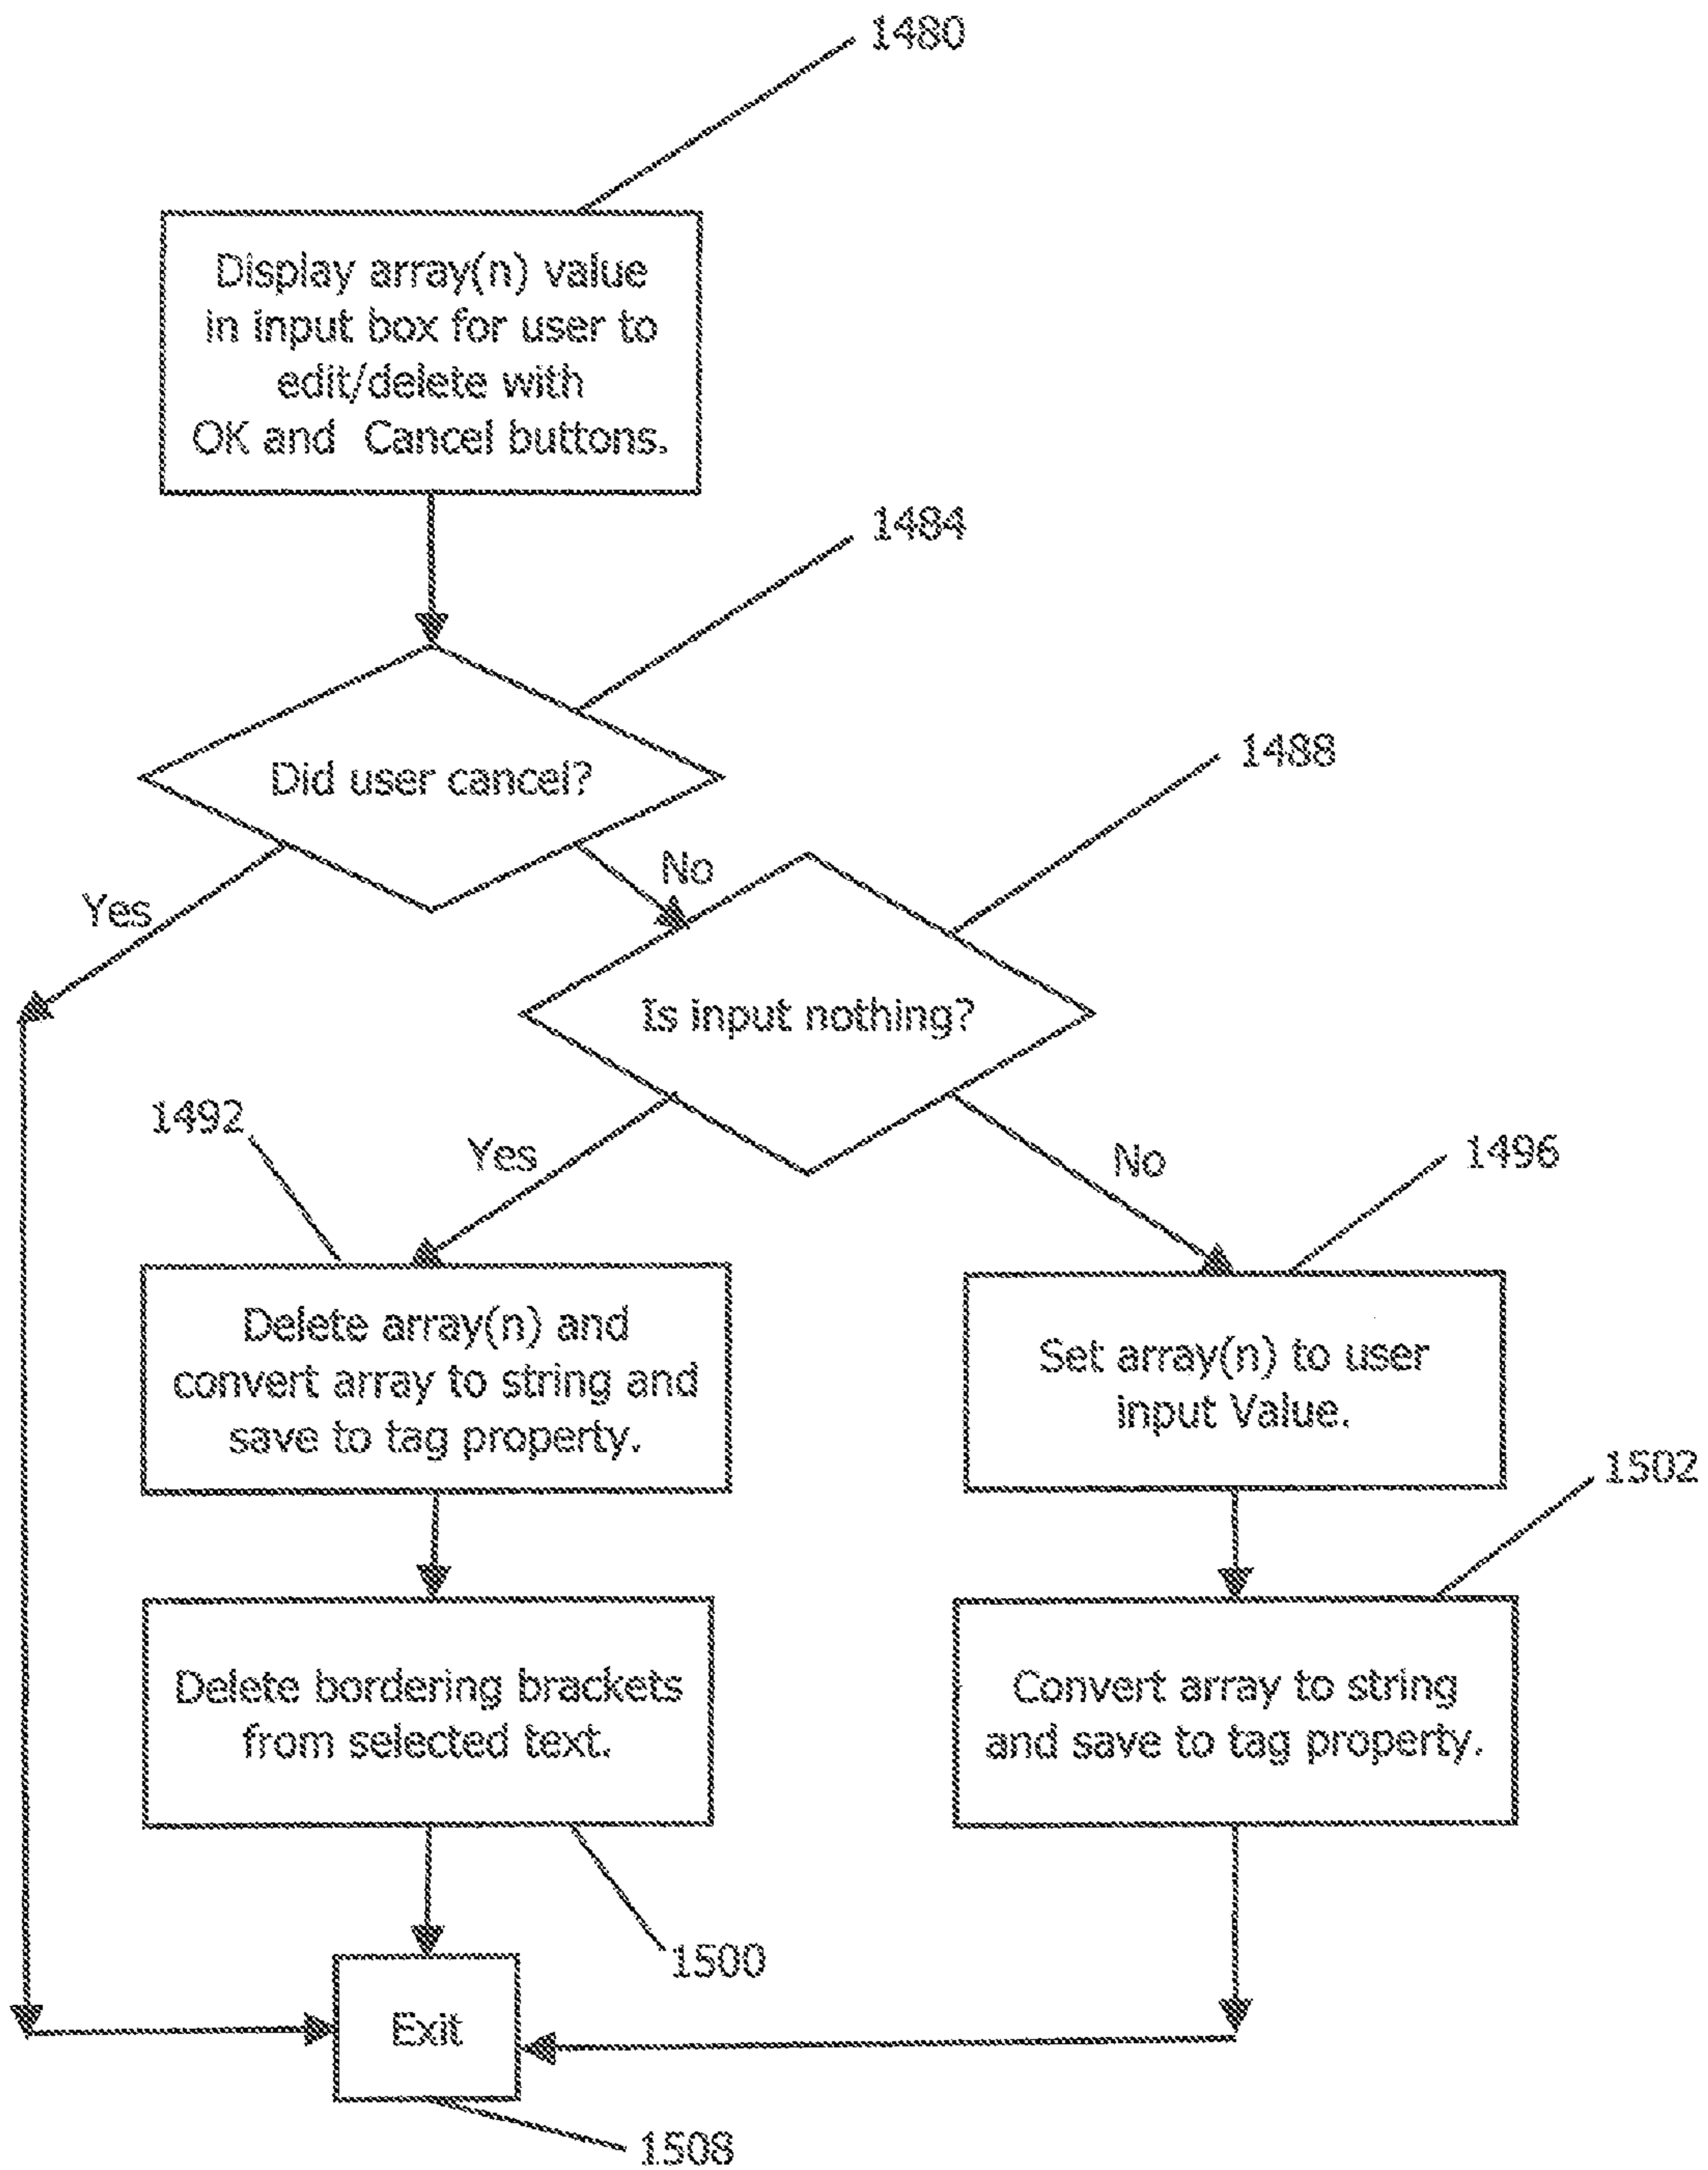 1480
Display array(n) value
in input box for user to
edit/delete with
OK and Cancel buttons.
1484
Did user cancel?
1488
No
Yes
Is input nothing?
1492
Yes
No
1496
Delete array(n) and
convert array to string and
save to tag property.
Set array(n) to user
input Value.
1502
Delete bordering brackets
from selected text.
Convert array to string
and save to tag property.
1500
Exit
1508